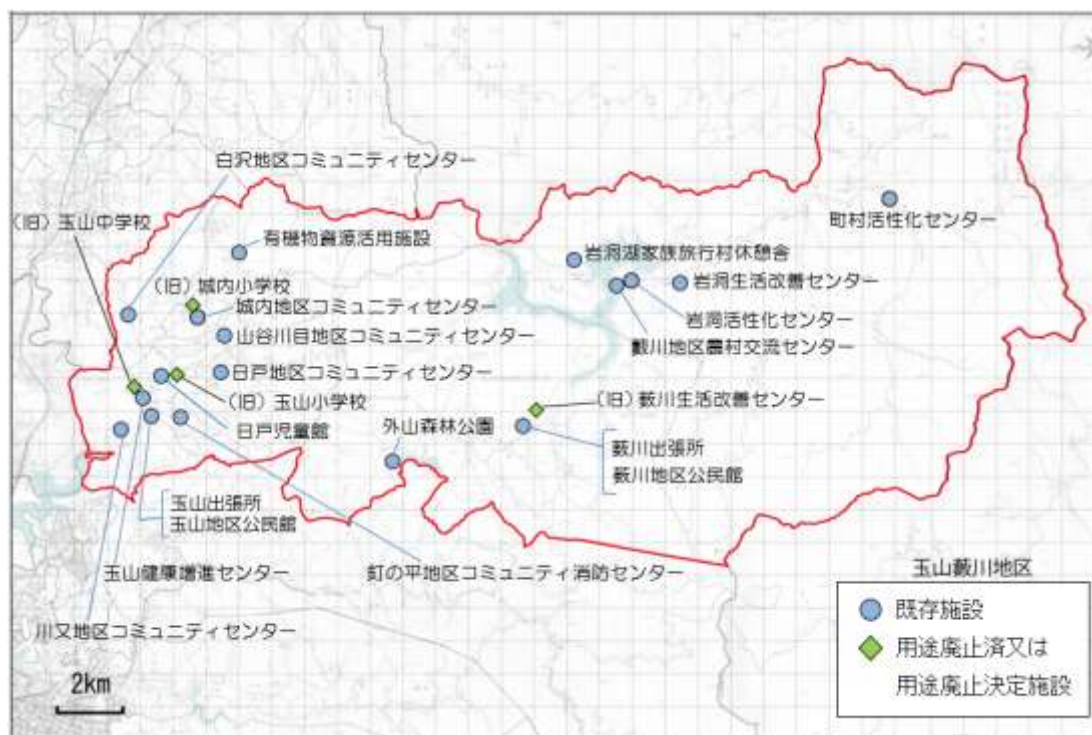 白沢地区コミュニティセンター
(旧)玉山中学校
町村活性化センター
有機物資源活用施設
岩洞湖家族旅行村休憩舎
(旧)城内小学校
岩洞生活改善センター
城内地区コミュニティセンター
岩洞活性化センター
山谷川目地区コミュニティセンター
藪川地区農村交流センター
日戸地区コミュニティセンター
(旧)玉山小学校
(旧)藪川生活改善センター
日戸児童館
外山森林公園
藪川出張所
藪川地区公民館
玉山出張所
玉山地区公民館
玉山健康増進センター
釘の平地区コミュニティ消防センター
川又地区コミュニティセンター
玉山藪川地区
既存施設
用途廃止済又は
用途廃止決定施設
2km